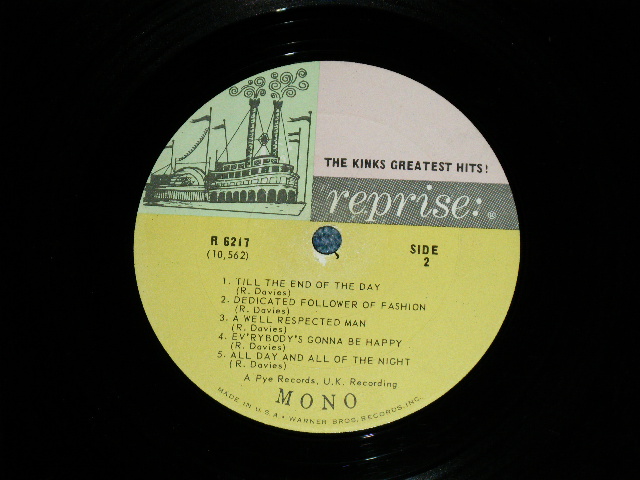 THE KINKS GREATEST HITS!
reprise: ®
R 6217
(10,562)
SIDE
2
1. TILL THE END OF THE DAY
(R. Davies)
2. DEDICATED FOLLOWER OF FASHION
(R. Davies)
3. A WELL RESPECTED MAN
(R. Davies)
4. EV'RYBODY'S GONNA BE HAPPY
(R. Davies)
5. ALL DAY AND ALL OF THE NIGHT
(R. Davies)
A Pye Records, U.K. Recording
MONO
MADE IN U.S.A. • WARNER BROS. RECORDS, INC.